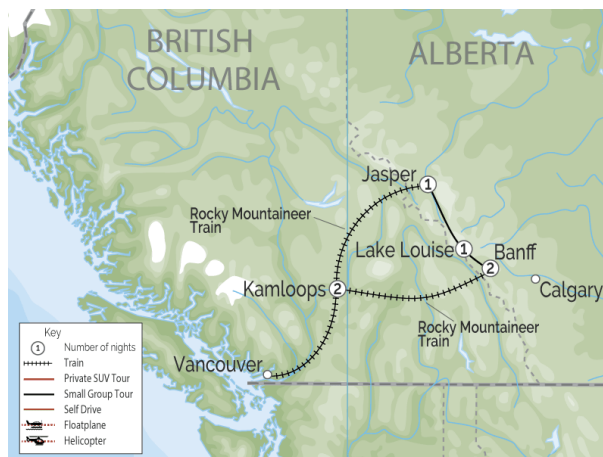 BRITISH
COLUMBIA
ALBERTA
Jasper
1
Rocky Mountaineer
Train
Lake Louise
1
Banff
2
Kamloops
2
Calgary
Rocky Mountaineer
Train
Vancouver
Key
1 Number of nights
Train
Private SUV Tour
Small Group Tour
Self Drive
Floatplane
Helicopter